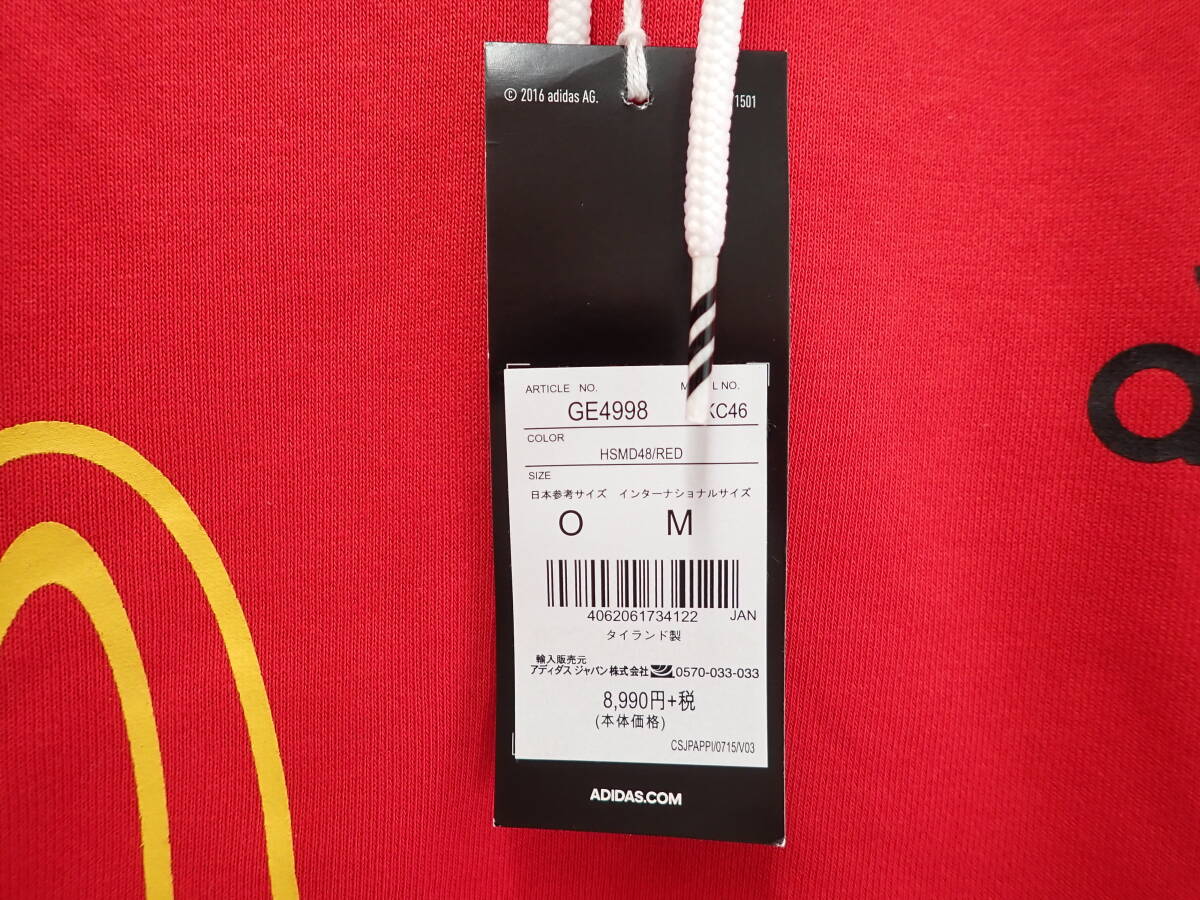 © 2016 adidas AG.
1501
ARTICLE NO.
GE4998
L NO.
KC46
COLOR
HSMD48/RED
SIZE
日本参考サイズ インターナショナルサイズ
O M
4062061734122 JAN
タイランド製
輸入販売元
アディダス ジャパン株式会社 0570-033-033
8,990円+税
(本体価格)
CSJPAPPI/0715/V03
ADIDAS.COM
a